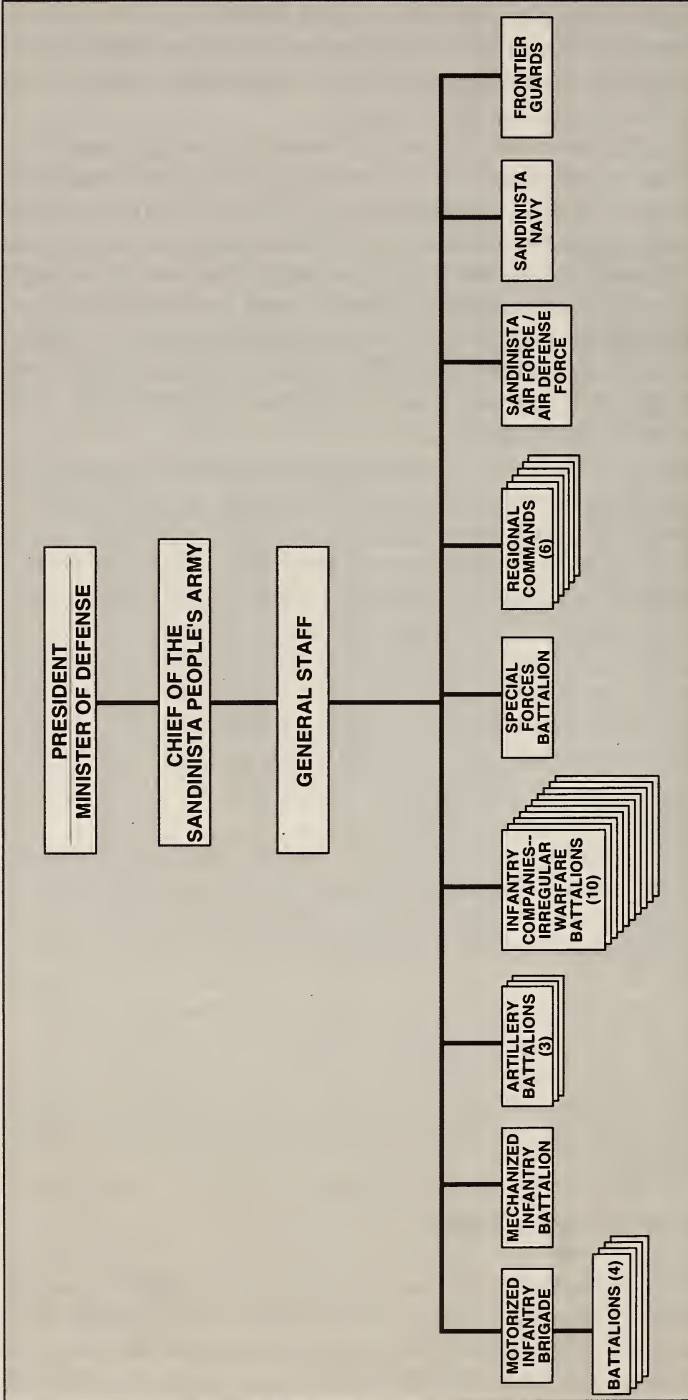 PRESIDENT
MINISTER OF DEFENSE
CHIEF OF THE
SANDINISTA PEOPLE'S ARMY
GENERAL STAFF
MOTORIZED
INFANTRY
BRIGADE
BATTALIONS (4)
MECHANIZED
INFANTRY
BATTALION
ARTILLERY
BATTALIONS
(3)
INFANTRY
COMPANIES--
IRREGULAR
WARFARE
BATTALIONS
(10)
SPECIAL
FORCES
BATTALION
REGIONAL
COMMANDS
(6)
SANDINISTA
AIR FORCE /
AIR DEFENSE
FORCE
SANDINISTA
NAVY
FRONTIER
GUARDS